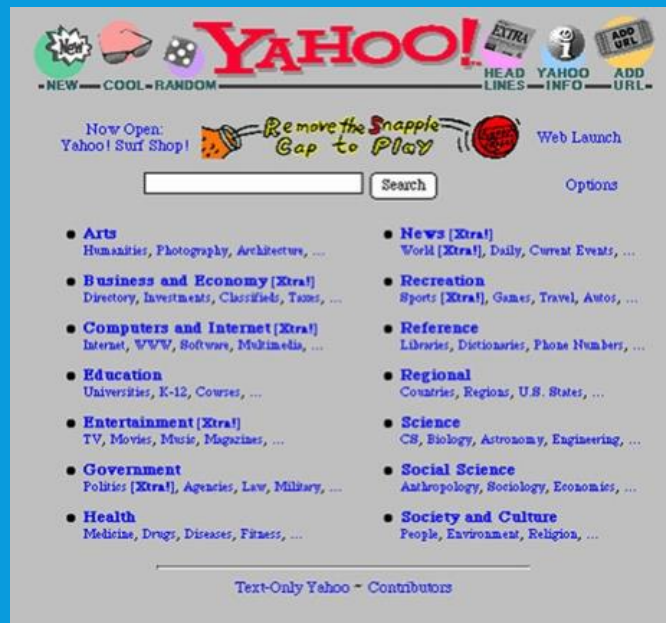 New
EXTRA
i
ADD URL
YAHOO!
NEW COOL RANDOM
HEAD LINES YAHOO INFO ADD URL
Now Open:
Yahoo! Surf Shop!
Remove the Snapple
Cap to Play
Web Launch
Search
Options
Arts
Humanities, Photography, Architecture, ...
Business and Economy [Xtra!]
Directory, Investments, Classifieds, Taxes, ...
Computers and Internet [Xtra!]
Internet, WWW, Software, Multimedia, ...
Education
Universities, K-12, Courses, ...
Entertainment [Xtra!]
TV, Movies, Music, Magazines, ...
Government
Politics [Xtra!], Agencies, Law, Military, ...
Health
Medicine, Drugs, Diseases, Fitness, ...
News [Xtra!]
World [Xtra!], Daily, Current Events, ...
Recreation
Sports [Xtra!], Games, Travel, Autos, ...
Reference
Libraries, Dictionaries, Phone Numbers, ...
Regional
Countries, Regions, U.S. States, ...
Science
CS, Biology, Astronomy, Engineering, ...
Social Science
Anthropology, Sociology, Economics, ...
Society and Culture
People, Environment, Religion, ...
Text-Only Yahoo ~ Contributors